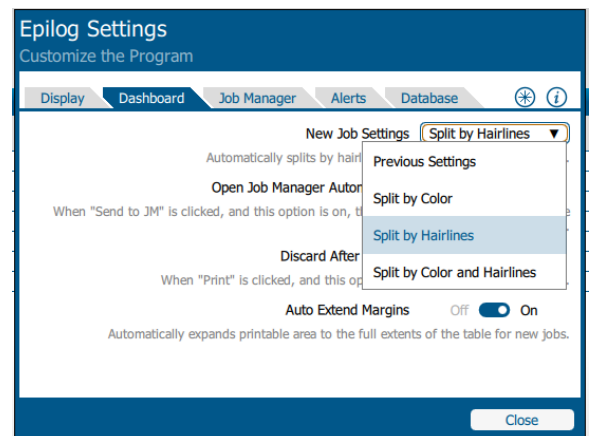 Epilog Settings
Customize the Program
Display Dashboard Job Manager Alerts Database
New Job Settings Split by Hairlines
Automatically splits by hairl
Previous Settings
Open Job Manager Autor
Split by Color
When "Send to JM" is clicked, and this option is on, t
Split by Hairlines
Discard After
Split by Color and Hairlines
When "Print" is clicked, and this op
Auto Extend Margins Off On
Automatically expands printable area to the full extents of the table for new jobs.
Close